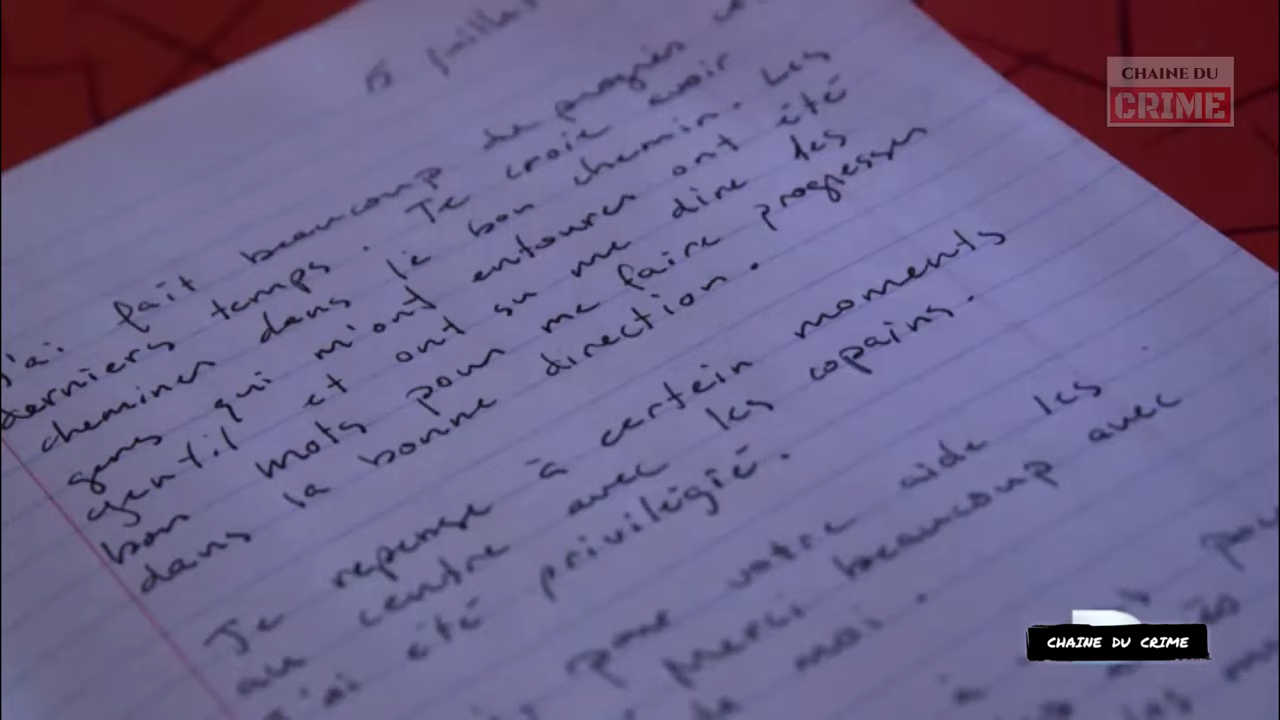 5 juillet
J'ai fait beaucoup de progrès ces
derniers temps. Je crois avoir
cheminer dans le bon chemin. Les
gens qui m'ont entourer ont été
gentil et ont su me dire les
bon mots pour me faire progresser
dans la bonne direction.
Je repense à certein moments
au centre avec les copains.
J'ai été privilégié.
pour votre aide les
Merci beaucoup avec
moi.
CHAINE DU
CRIME
CHAINE DU CRIME